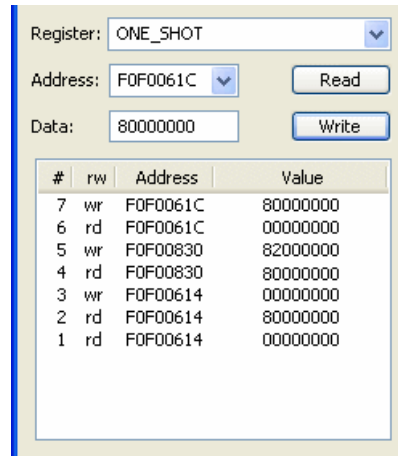 Register: ONE_SHOT
Address: F0F0061C Read
Data: 80000000 Write
# rw Address Value
7 wr F0F0061C 80000000
6 rd F0F0061C 00000000
5 wr F0F00830 82000000
4 rd F0F00830 80000000
3 wr F0F00614 00000000
2 rd F0F00614 80000000
1 rd F0F00614 00000000